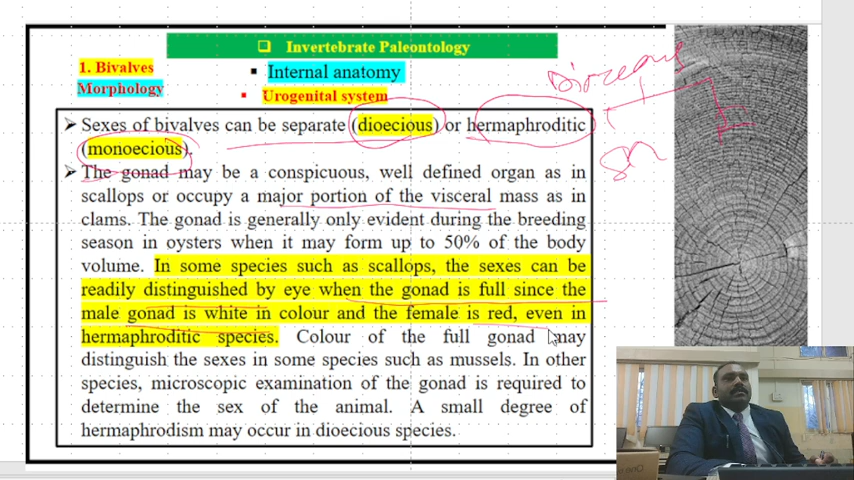 ❑ Invertebrate Paleontology
1. Bivalves
Morphology
▪ Internal anatomy
▪ Urogenital system
➤ Sexes of bivalves can be separate (dioecious) or hermaphroditic
(monoecious).
➤ The gonad may be a conspicuous, well defined organ as in
scallops or occupy a major portion of the visceral mass as in
clams. The gonad is generally only evident during the breeding
season in oysters when it may form up to 50% of the body
volume. In some species such as scallops, the sexes can be
readily distinguished by eye when the gonad is full since the
male gonad is white in colour and the female is red, even in
hermaphroditic species. Colour of the full gonad may
distinguish the sexes in some species such as mussels. In other
species, microscopic examination of the gonad is required to
determine the sex of the animal. A small degree of
hermaphrodism may occur in dioecious species.